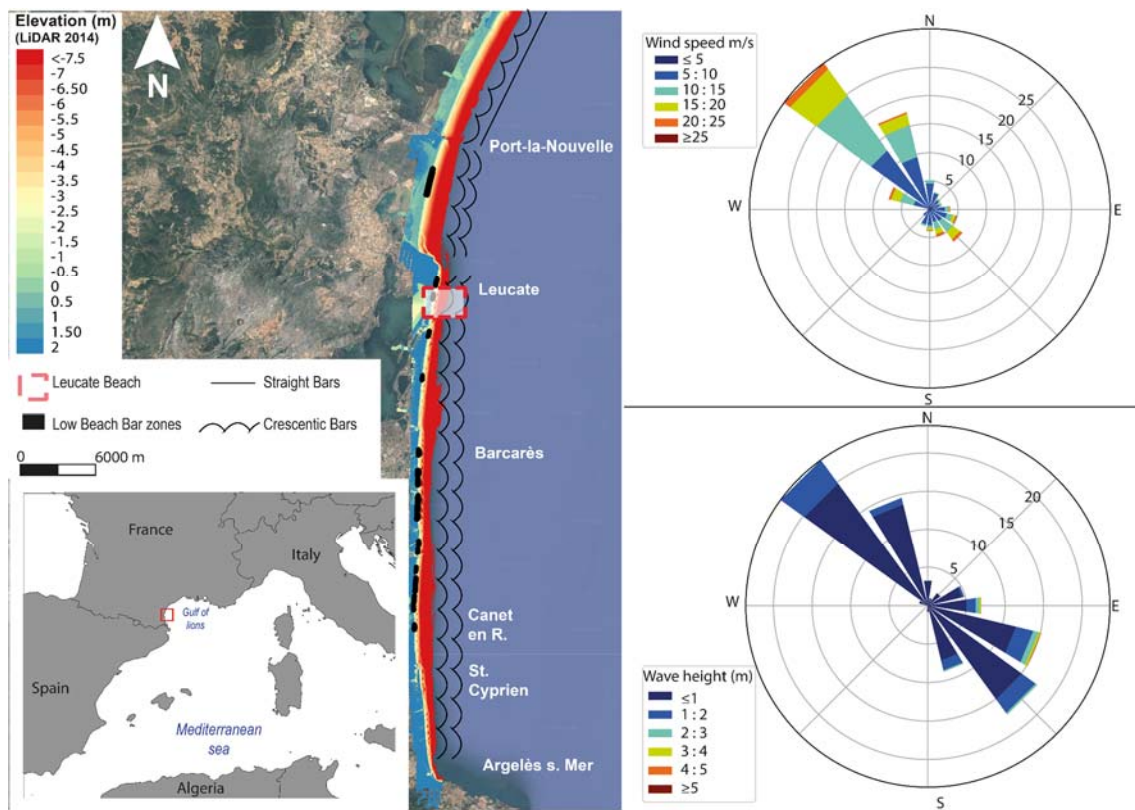 Elevation (m)
(LiDAR 2014)
<-7.5
-7
-6.5
-6
-5.5
-5
-4.5
-4
-3.5
-3
-2.5
-2
-1.5
-1
-0.5
0
0.5
1
1.50
2
N
Leucate Beach
Straight Bars
Low Beach Bar zones
Crescentic Bars
0
6000 m
France
Italy
Gulf of
lions
Spain
Mediterranean
sea
Algeria
Port-la-Nouvelle
Leucate
Barcarès
Canet
en R.
St.
Cyprien
Argelès s. Mer
Wind speed m/s
≤ 5
5 : 10
10 : 15
15 : 20
20 : 25
≥25
N
25
20
15
10
5
W
E
S
N
20
15
10
5
W
E
S
Wave height (m)
≤1
1 : 2
2 : 3
3 : 4
4 : 5
≥5